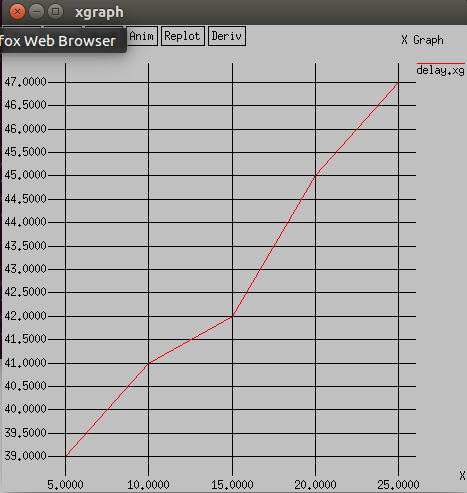 xgraph
fox Web Browser
Anim Replot Deriv
X Graph
delay.xg
47.0000
46.5000
46.0000
45.5000
45.0000
44.5000
44.0000
43.5000
43.0000
42.5000
42.0000
41.5000
41.0000
40.5000
40.0000
39.5000
39.0000
X
5.0000 10.0000 15.0000 20.0000 25.0000